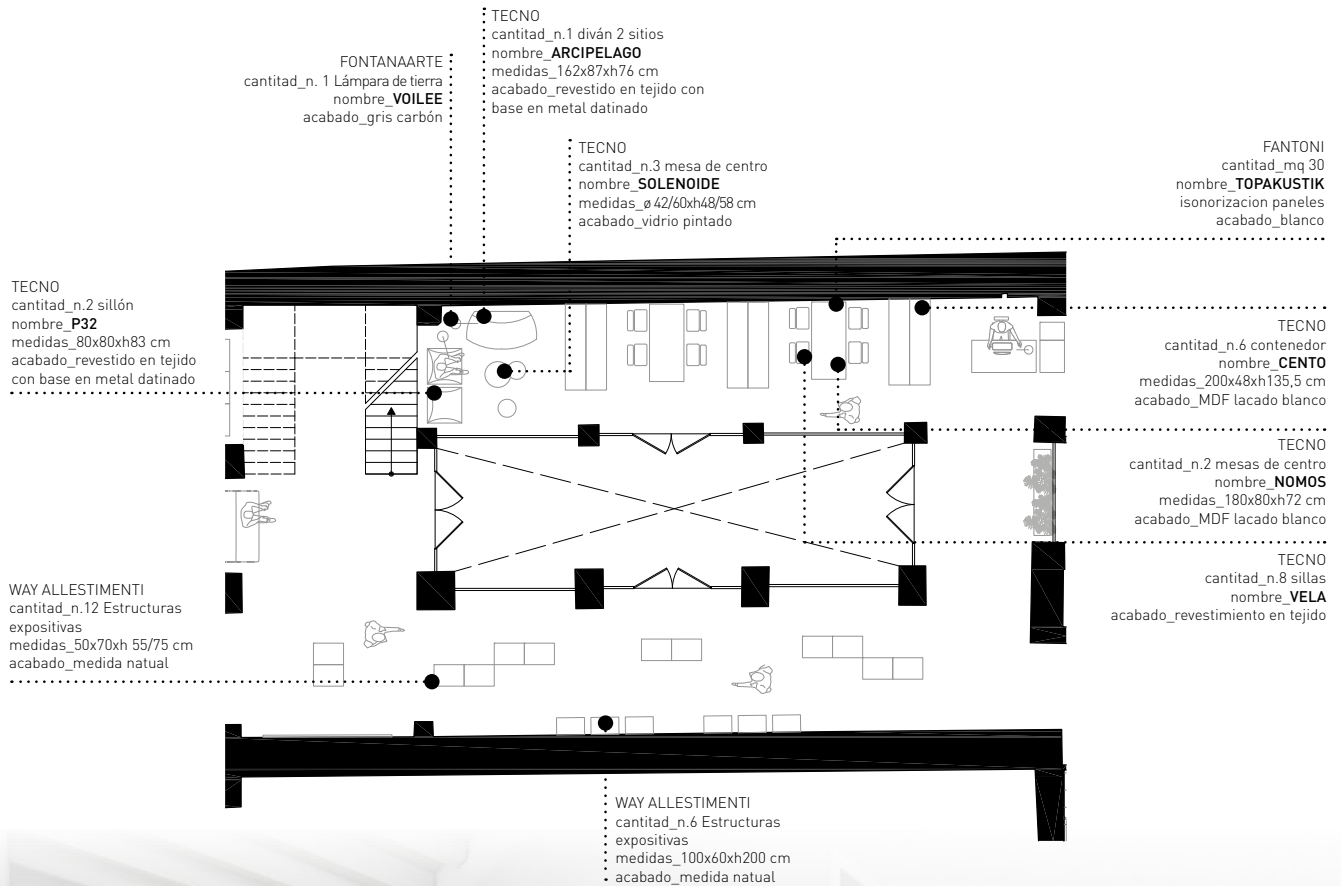 TECNO
cantitad_n.1 diván 2 sitios
nombre_ARCIPELAGO
medidas_162x87xh76 cm
acabado_revestido en tejido con
base en metal datinado
FONTANAARTE
cantitad_n. 1 Lámpara de tierra
nombre_VOILEE
acabado_gris carbón
TECNO
cantitad_n.3 mesa de centro
nombre_SOLENOIDE
medidas_ø 42/60xh48/58 cm
acabado_vidrio pintado
FANTONI
cantitad_mq 30
nombre_TOPAKUSTIK
isonorizacion paneles
acabado_blanco
TECNO
cantitad_n.2 sillón
nombre_P32
medidas_80x80xh83 cm
acabado_revestido en tejido
con base en metal datinado
TECNO
cantitad_n.6 contenedor
nombre_CENTO
medidas_200x48xh135,5 cm
acabado_MDF lacado blanco
TECNO
cantitad_n.2 mesas de centro
nombre_NOMOS
medidas_180x80xh72 cm
acabado_MDF lacado blanco
TECNO
cantitad_n.8 sillas
nombre_VELA
acabado_revestimiento en tejido
WAY ALLESTIMENTI
cantitad_n.12 Estructuras
expositivas
medidas_50x70xh 55/75 cm
acabado_medida natual
WAY ALLESTIMENTI
cantitad_n.6 Estructuras
expositivas
medidas_100x60xh200 cm
acabado_medida natual